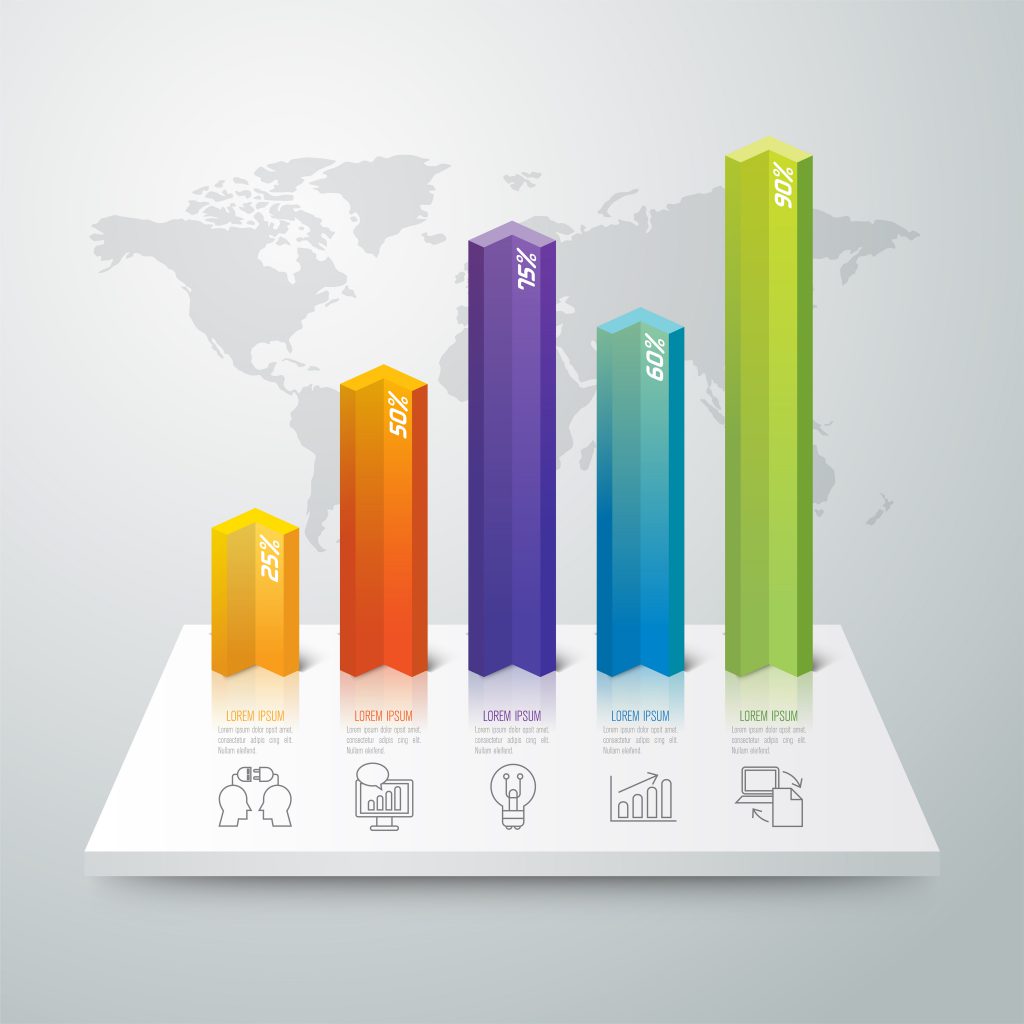 25%
50%
75%
60%
90%
LOREM IPSUM
Lorem ipsum dolor opsit amet,
consectetur adipis cing elit.
Nullam eleifend.
LOREM IPSUM
Lorem ipsum dolor opsit amet,
consectetur adipis cing elit.
Nullam eleifend.
LOREM IPSUM
Lorem ipsum dolor opsit amet,
consectetur adipis cing elit.
Nullam eleifend.
LOREM IPSUM
Lorem ipsum dolor opsit amet,
consectetur adipis cing elit.
Nullam eleifend.
LOREM IPSUM
Lorem ipsum dolor opsit amet,
consectetur adipis cing elit.
Nullam eleifend.